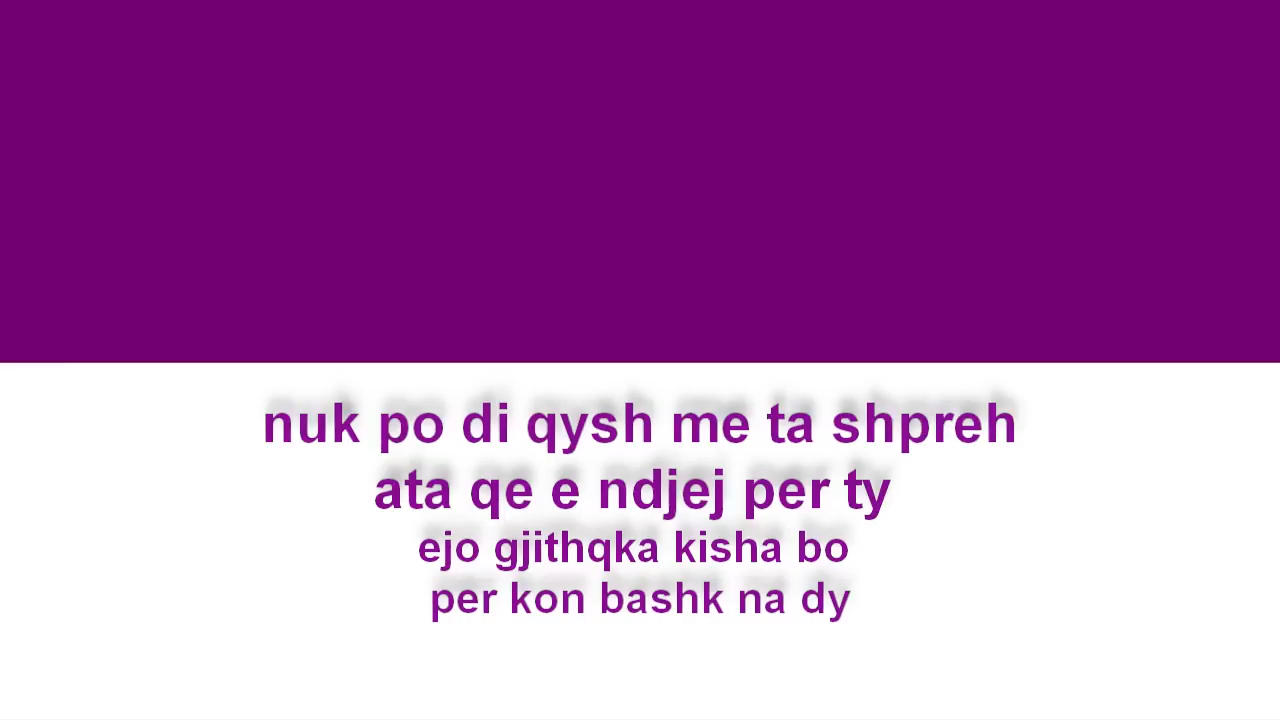 nuk po di qysh me ta shpreh
ata qe e ndjej per ty
ejo gjithqka kisha bo
per kon bashk na dy